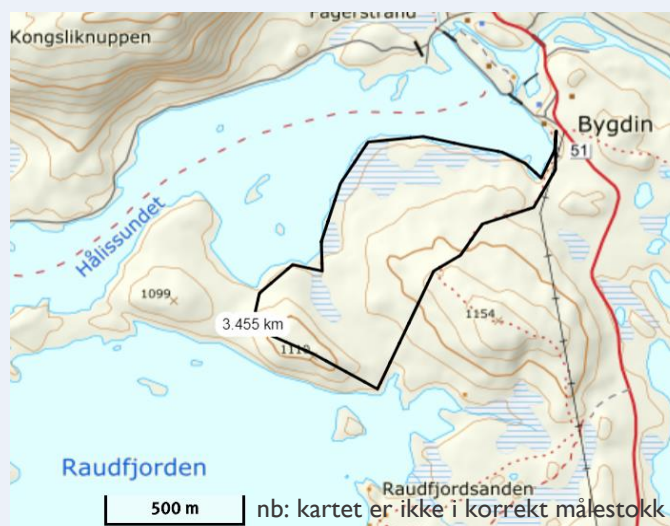 Fagerstrand
Kongsliknuppen
Bygdin
51
Hålissundet
1099
3.455 km
1154
1110
Raudfjorden
Raudfjordsanden
500 m
nb: kartet er ikke i korrekt målestokk